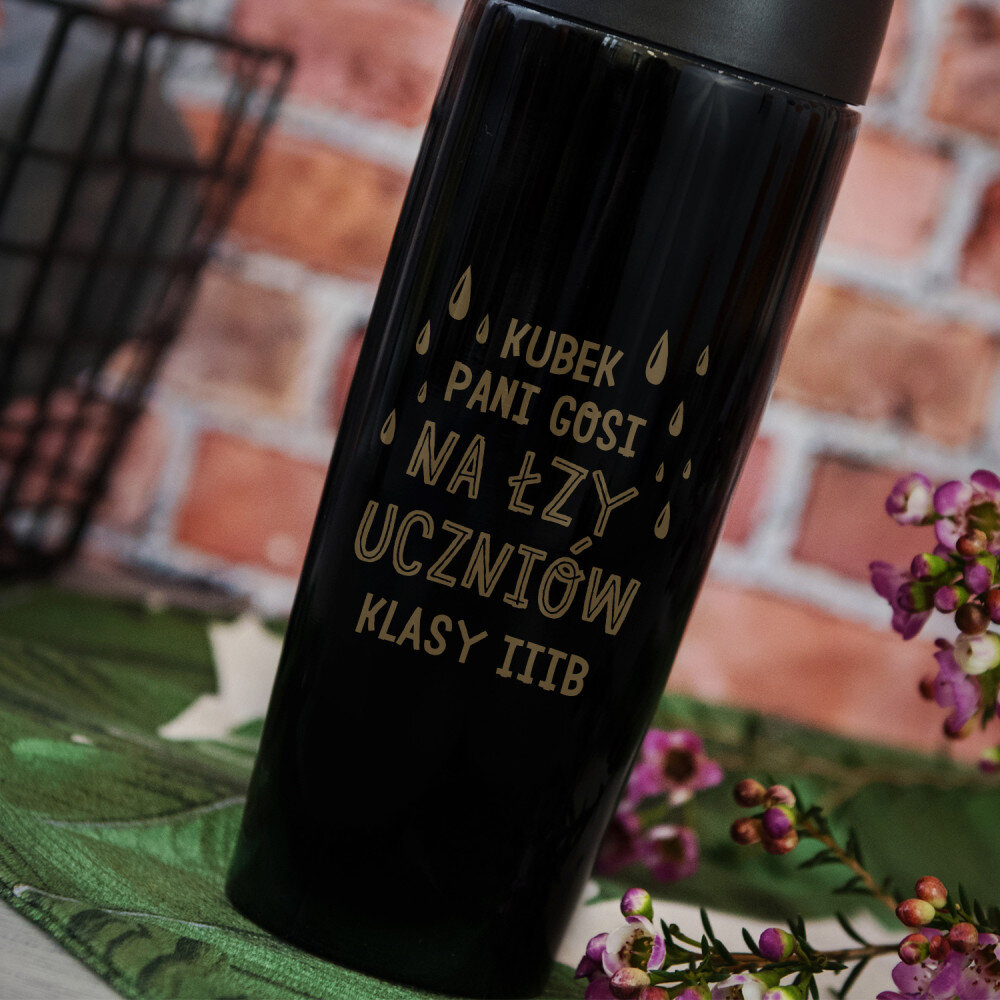 KUBEK
PANI GOSI
NA ŁZY
UCZNIÓW
KLASY IIIB